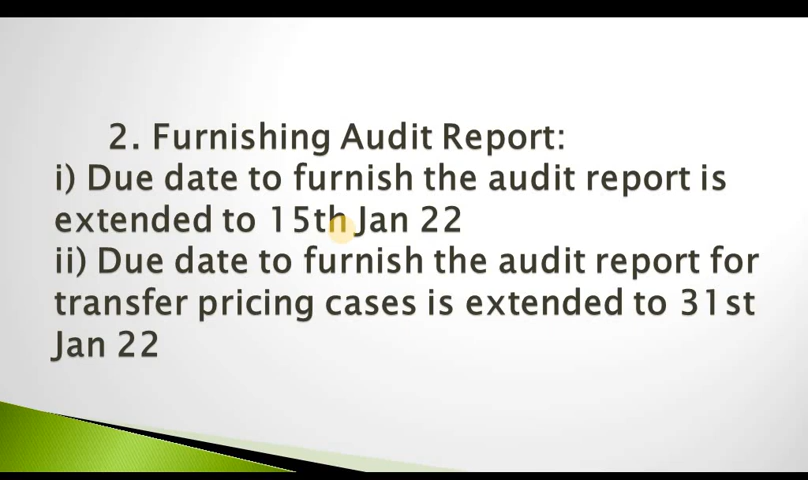 2. Furnishing Audit Report:
i) Due date to furnish the audit report is
extended to 15th Jan 22
ii) Due date to furnish the audit report for
transfer pricing cases is extended to 31st
Jan 22